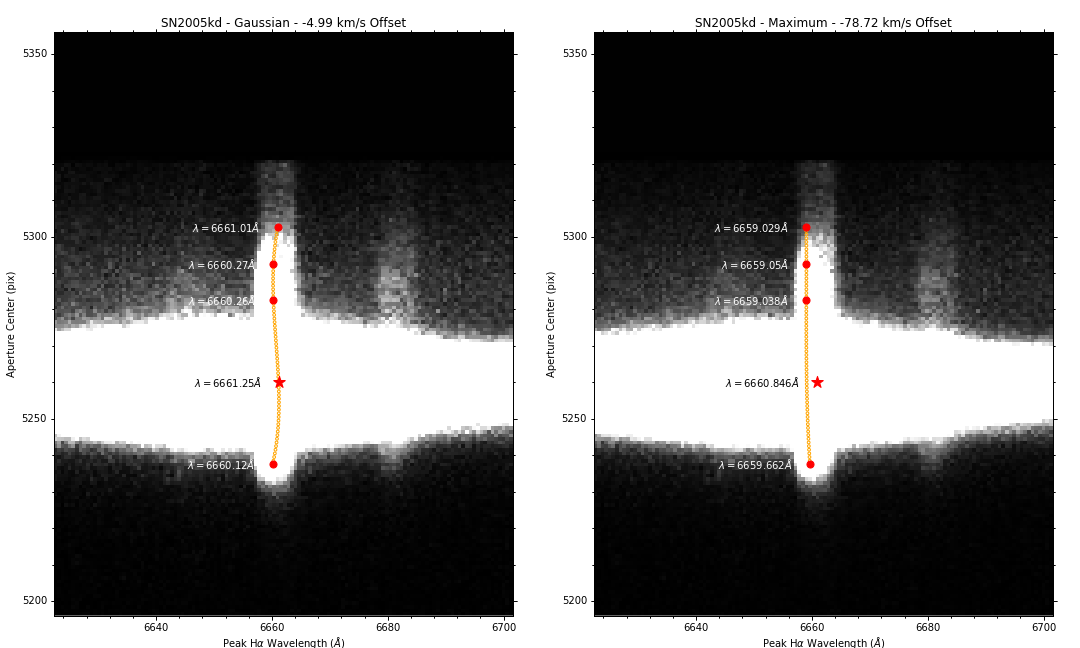 SN2005kd - Gaussian - -4.99 km/s Offset
5350
5300
5250
5200
Aperture Center (pix)
λ = 6661.01Å
λ = 6660.27Å
λ = 6660.26Å
λ = 6661.25Å
λ = 6660.12Å
6640
6660
6680
6700
Peak Hα Wavelength (Å)
SN2005kd - Maximum - -78.72 km/s Offset
5350
5300
5250
5200
Aperture Center (pix)
λ = 6659.029Å
λ = 6659.05Å
λ = 6659.038Å
λ = 6660.846Å
λ = 6659.662Å
6640
6660
6680
6700
Peak Hα Wavelength (Å)